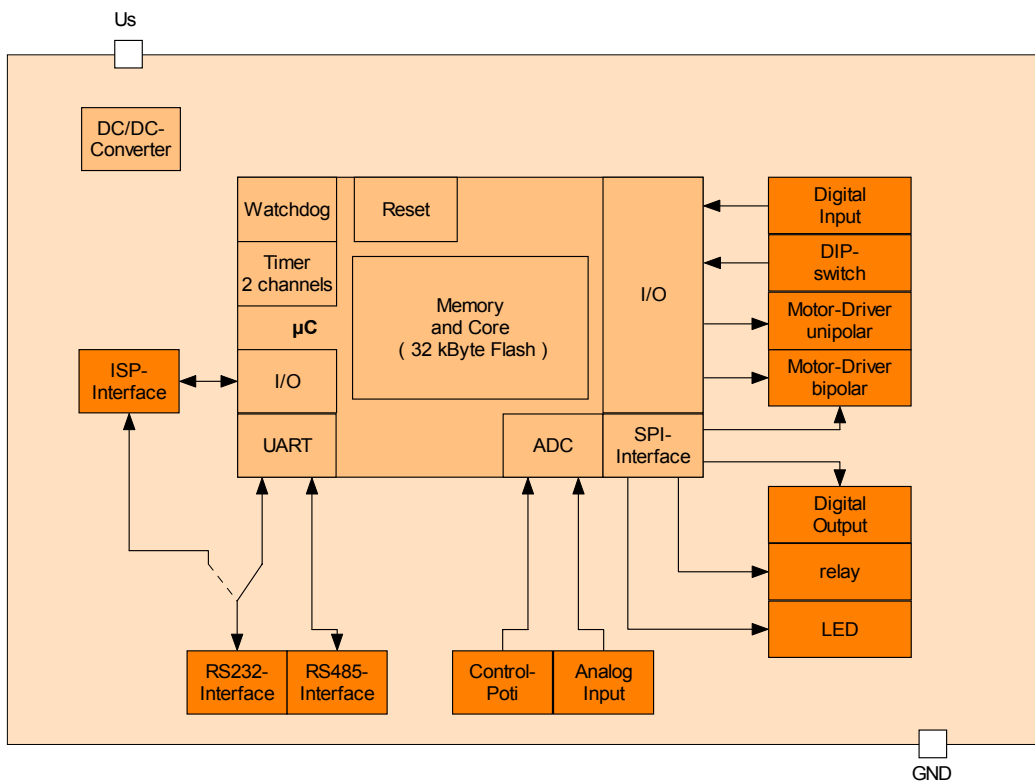 Us
DC/DC-
Converter
Watchdog
Reset
Timer
2 channels
µC
I/O
UART
Memory
and Core
( 32 kByte Flash )
ADC
I/O
SPI-
Interface
Digital
Input
DIP-
switch
Motor-Driver
unipolar
Motor-Driver
bipolar
ISP-
Interface
Digital
Output
relay
LED
RS232-
Interface
RS485-
Interface
Control-
Poti
Analog
Input
GND